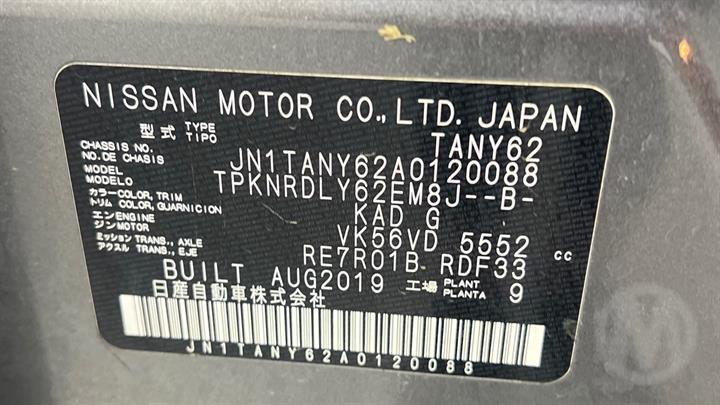 NISSAN MOTOR CO.,LTD. JAPAN
型式 TYPE TIPO TANY62
CHASSIS NO. NO.DE CHASIS JN1TANY62A0120088
MODEL MODELO TPKNRDLY62EM8J--B-
カラー COLOR, TRIM トリム COLOR, GUARNICION KAD G
エンジン ENGINE MOTOR VK56VD 5552 cc
ミッション TRANS., AXLE アクスル TRANS., EJE RE7R01B RDF33
BUILT AUG2019 工場 PLANT PLANTA 9
日産自動車株式会社
JN1TANY62A0120088
M